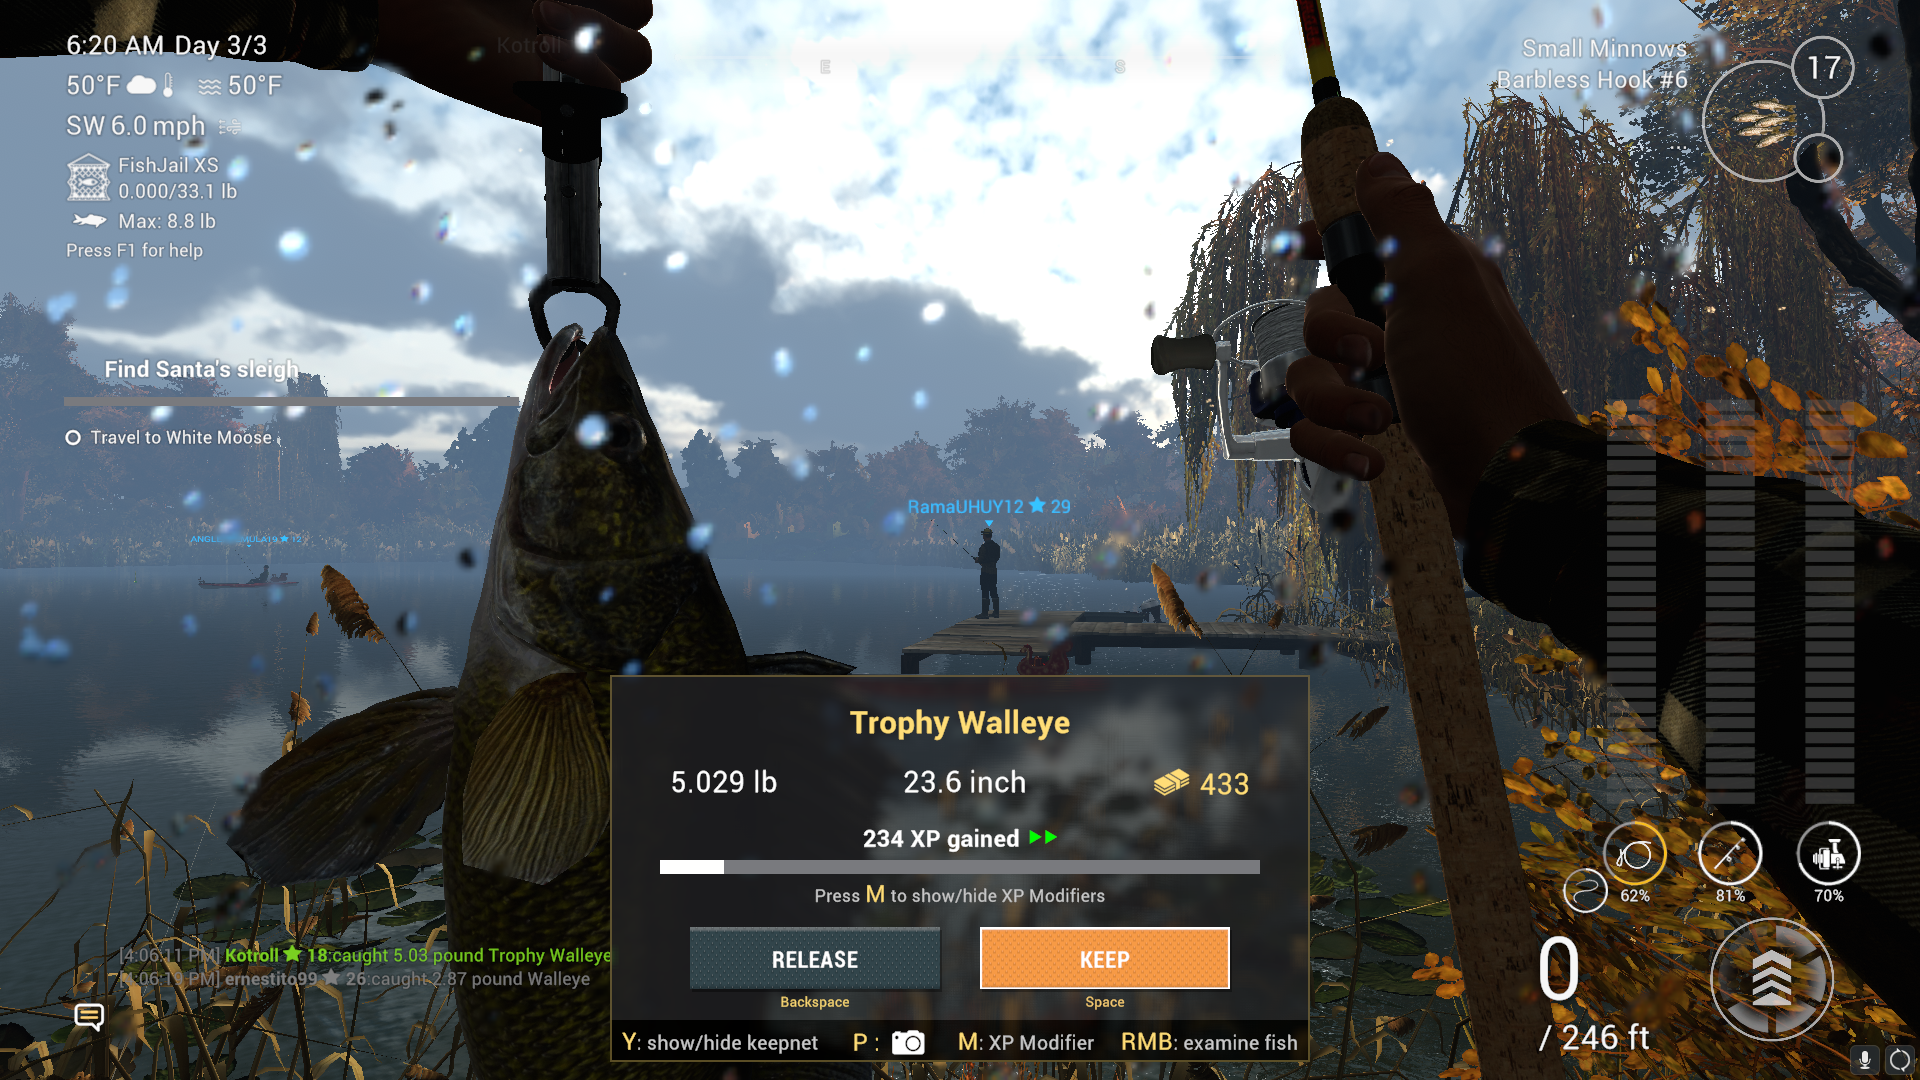 6:20 AM Day 3/3
50°F 50°F
SW 6.0 mph
FishJail XS
0.000/33.1 lb
Max: 8.8 lb
Press F1 for help
Kotroll
E S
Small Minnows
Barbless Hook #6
17
Find Santa's sleigh
Travel to White Moose
RamaUHUY12 ★ 29
Trophy Walleye
5.029 lb 23.6 inch 433
234 XP gained
Press M to show/hide XP Modifiers
RELEASE KEEP
Backspace Space
Y: show/hide keepnet P : M: XP Modifier RMB: examine fish
[4:06:11 PM] Kotroll ★ 18:caught 5.03 pound Trophy Walleye
ernestito99 ★ 26:caught 2.87 pound Walleye
62% 81% 70%
0
/ 246 ft